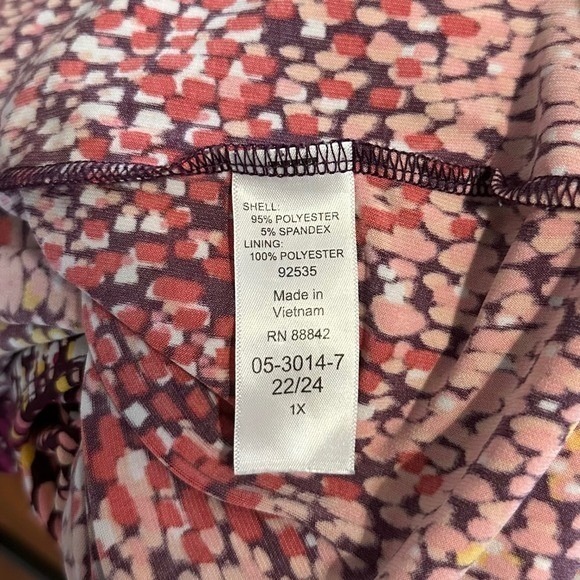 SHELL:
95% POLYESTER
5% SPANDEX
LINING:
100% POLYESTER
92535
Made in
Vietnam
RN 88842
05-3014-7
22/24
1X